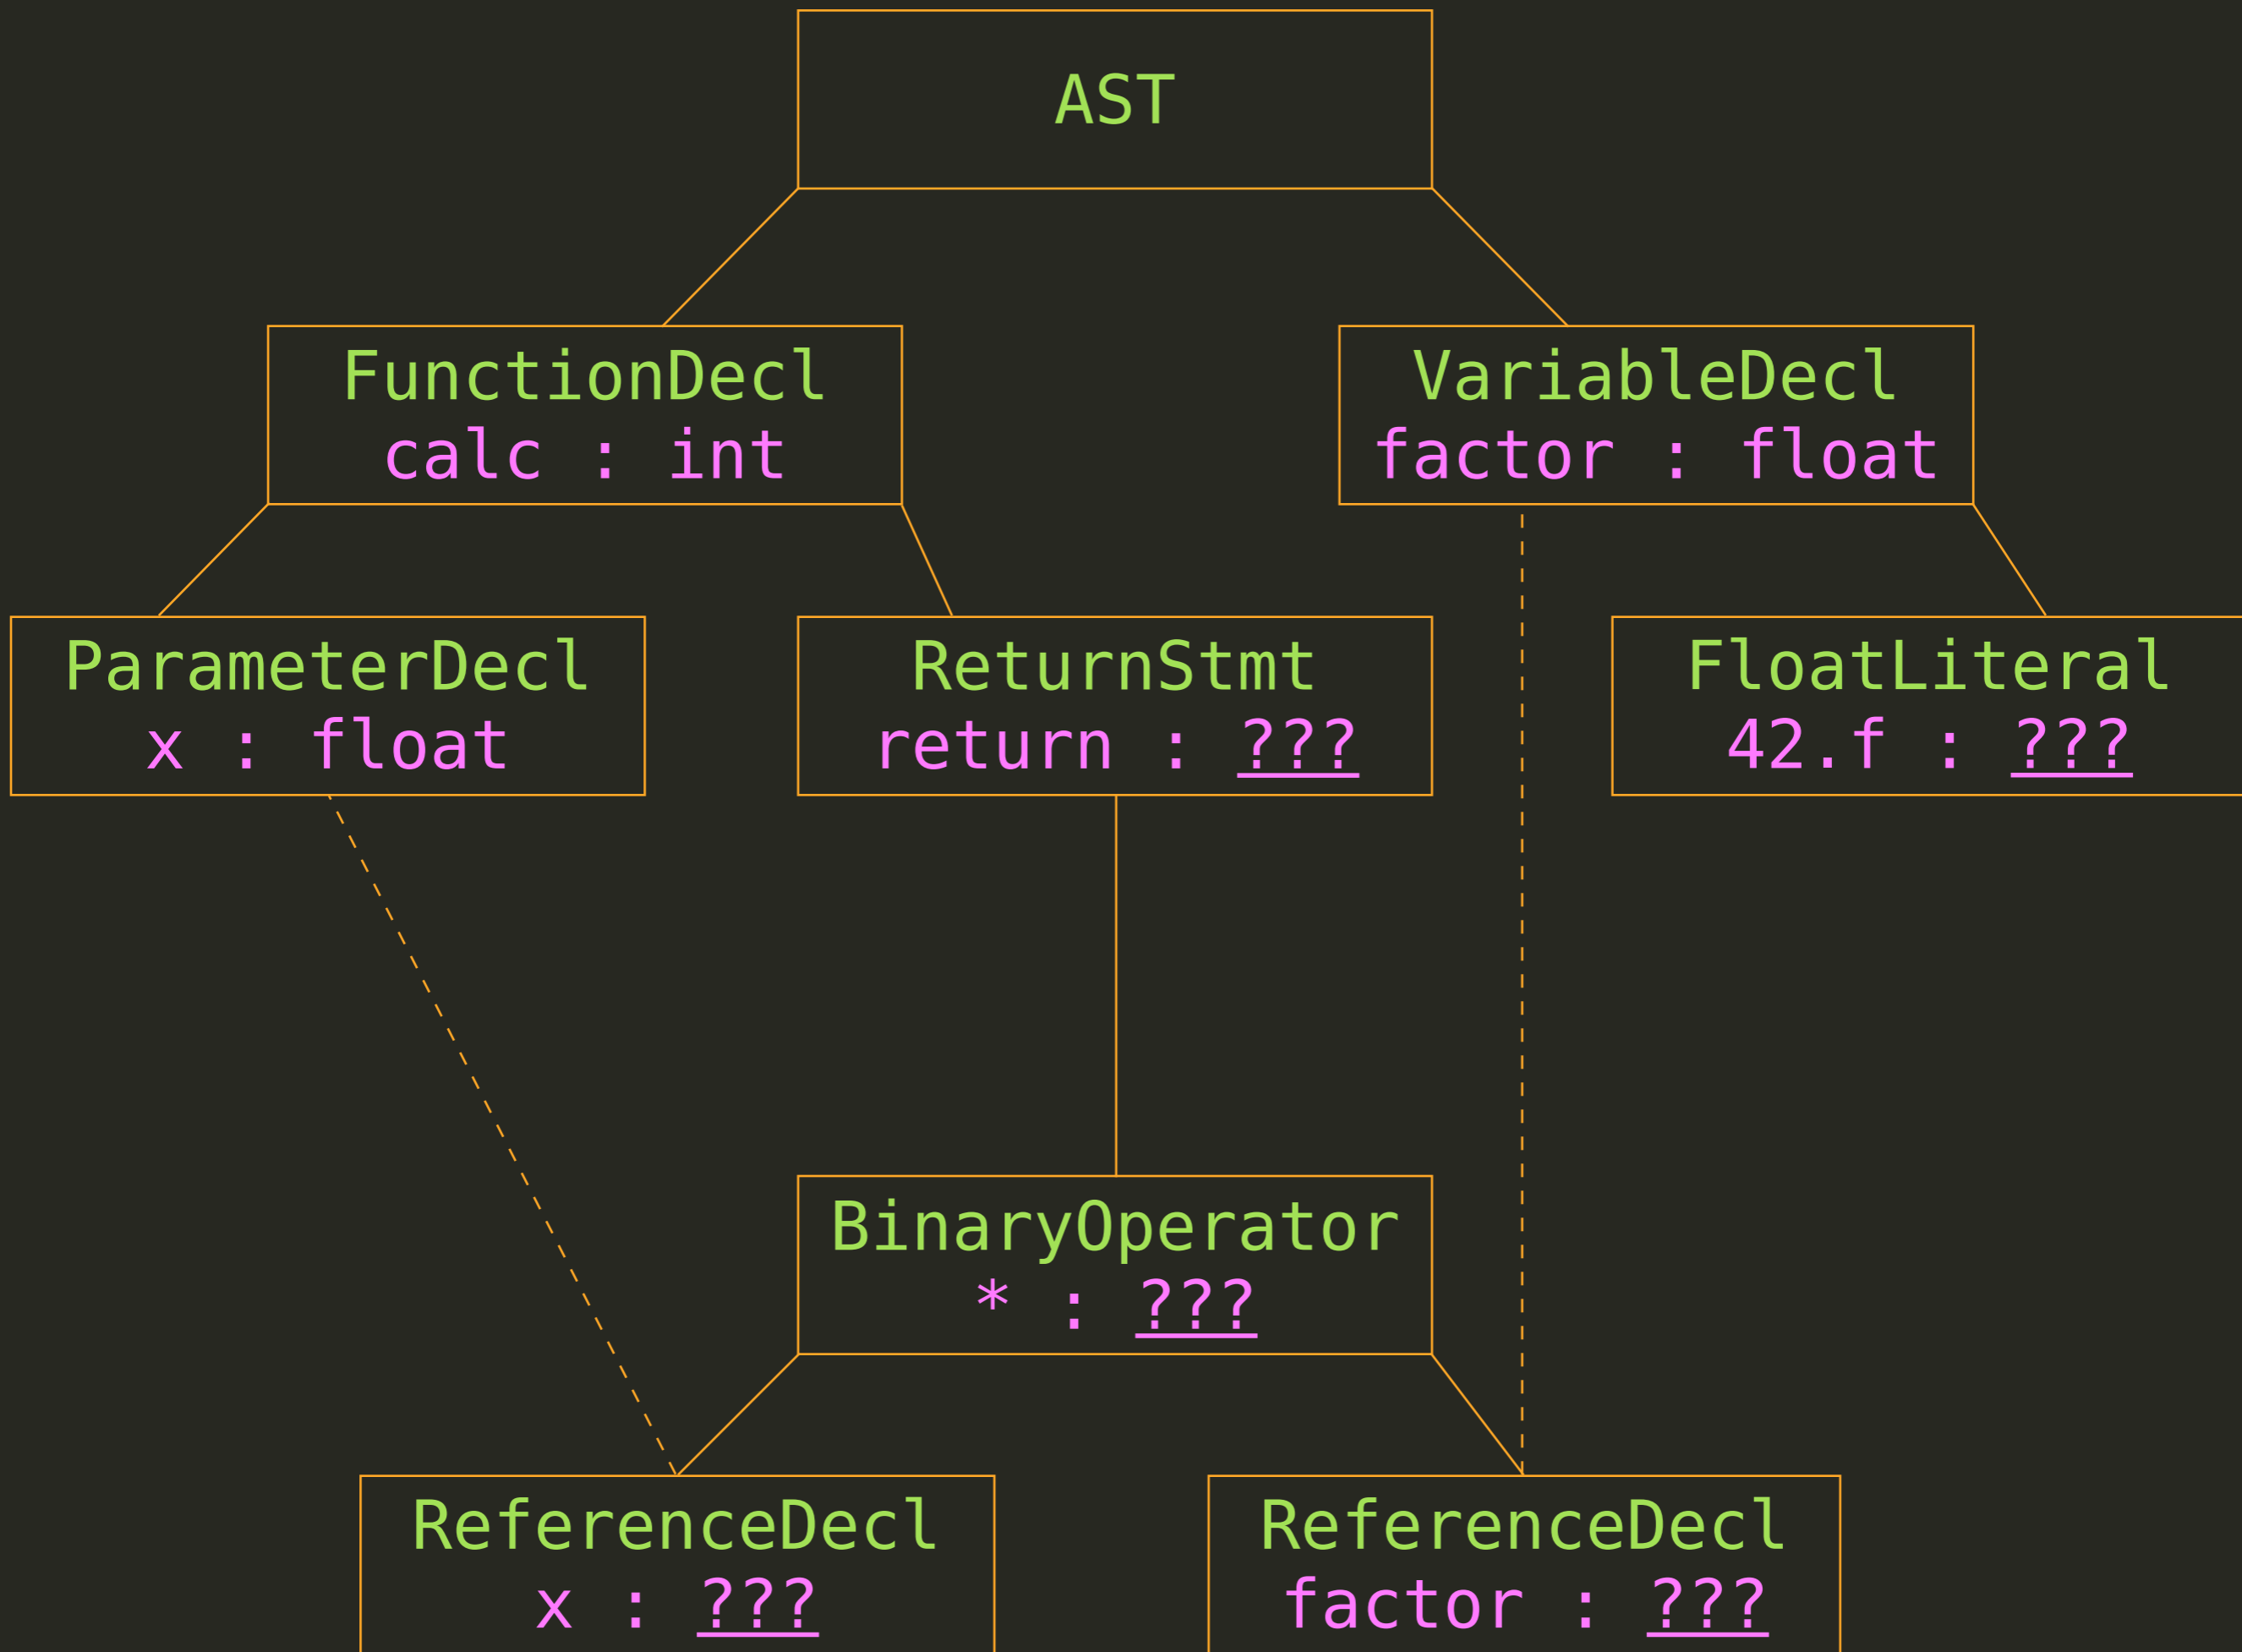 AST
FunctionDecl
calc : int
VariableDecl
factor : float
ParameterDecl
x : float
ReturnStmt
return : ???
FloatLiteral
42.f : ???
BinaryOperator
* : ???
ReferenceDecl
x : ???
ReferenceDecl
factor : ???